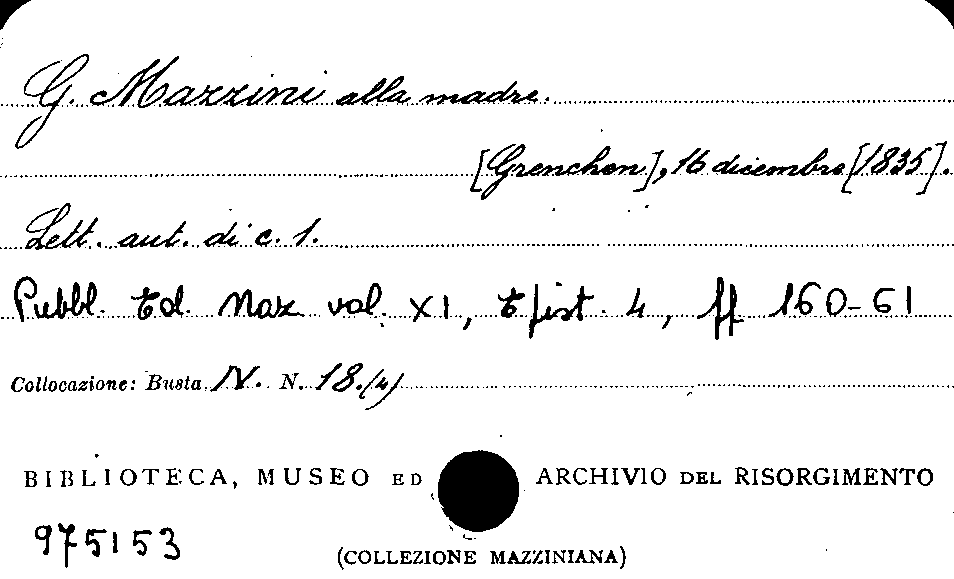 G. Mazzini alla madre.
[Grenchen], 16 dicembre [1835].
Lett. aut. di c. 1.
Pubbl. Ed. Naz. vol. XI, Epist. 4, pp 160-61
Collocazione: Busta IV. N. 18.(4)
BIBLIOTECA, MUSEO ED ARCHIVIO DEL RISORGIMENTO
975153
(COLLEZIONE MAZZINIANA)